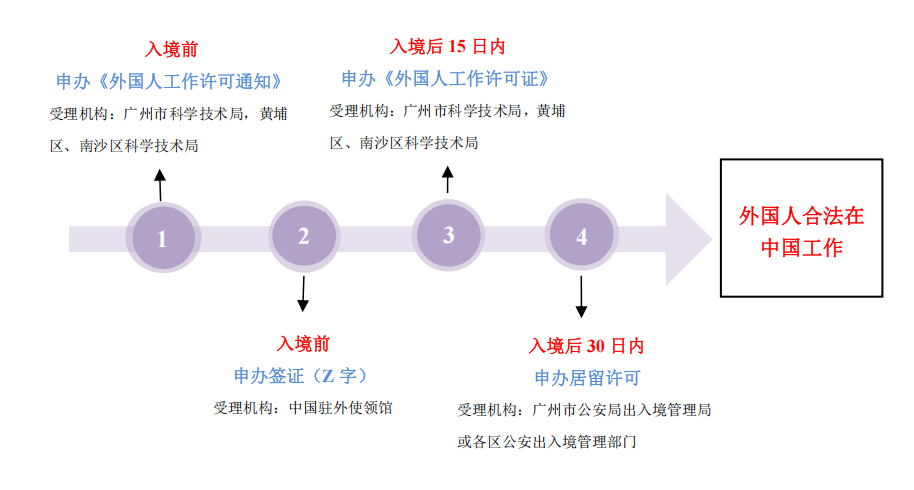 入境前
申办《外国人工作许可通知》
受理机构：广州市科学技术局，黄埔
区、南沙区科学技术局
入境后 15 日内
申办《外国人工作许可证》
受理机构：广州市科学技术局，黄埔
区、南沙区科学技术局
1
2
3
4
外国人合法在
中国工作
入境前
申办签证（Z 字）
受理机构：中国驻外使领馆
入境后 30 日内
申办居留许可
受理机构：广州市公安局出入境管理局
或各区公安出入境管理部门